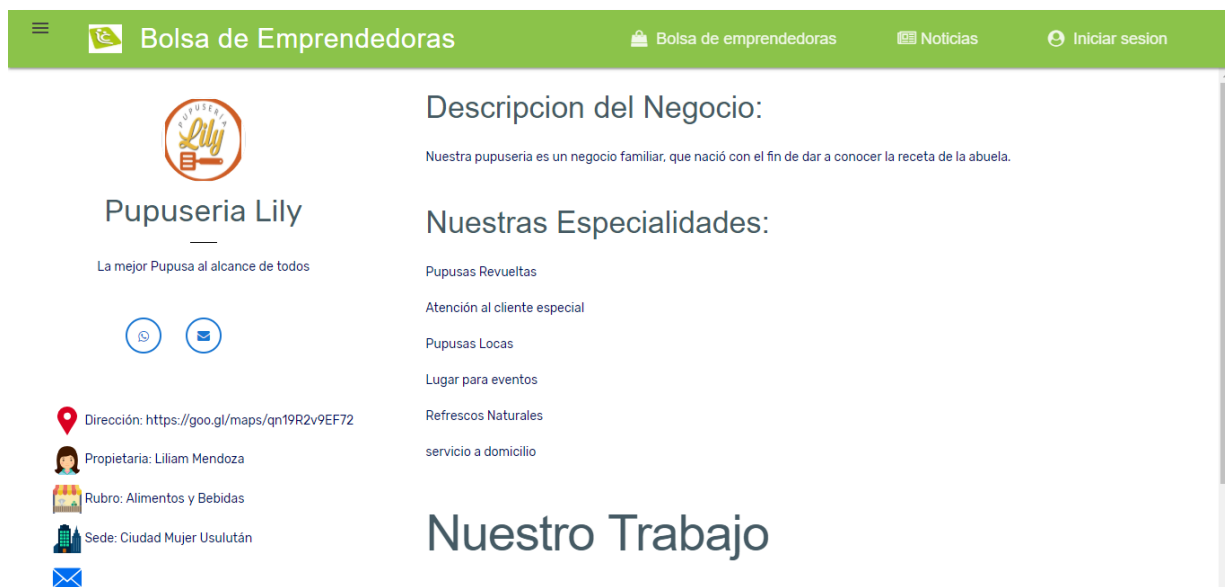 Bolsa de Emprendedoras
Bolsa de emprendedoras
Noticias
Iniciar sesion
PUPUSERIA
Lily
Pupuseria Lily
La mejor Pupusa al alcance de todos
Dirección: https://goo.gl/maps/qn19R2v9EF72
Propietaria: Liliam Mendoza
Rubro: Alimentos y Bebidas
Sede: Ciudad Mujer Usulután
Descripcion del Negocio:
Nuestra pupuseria es un negocio familiar, que nació con el fin de dar a conocer la receta de la abuela.
Nuestras Especialidades:
Pupusas Revueltas
Atención al cliente especial
Pupusas Locas
Lugar para eventos
Refrescos Naturales
servicio a domicilio
Nuestro Trabajo